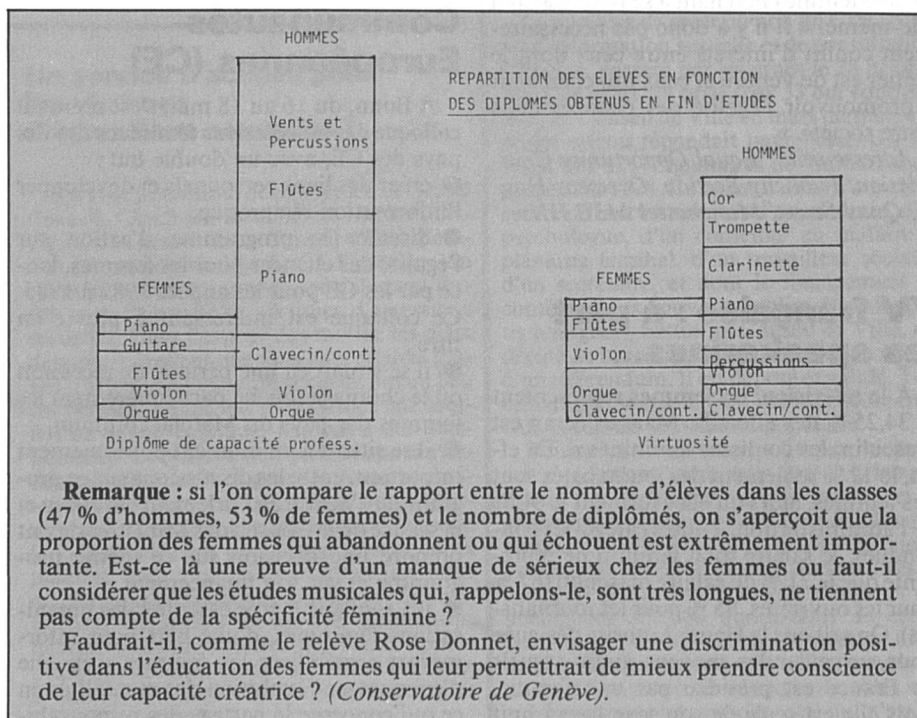 REPARTITION DES ELEVES EN FONCTION
DES DIPLOMES OBTENUS EN FIN D'ETUDES
HOMMES
Vents et
Percussions
Flûtes
Piano
Clavecin/cont.
Violon
Orgue
FEMMES
Piano
Guitare
Flûtes
Violon
Orgue
Diplôme de capacité profess.
FEMMES
Piano
Flûtes
Violon
Orgue
Clavecin/cont.
HOMMES
Cor
Trompette
Clarinette
Piano
Flûtes
Percussions
Violon
Orgue
Clavecin/cont.
Virtuosité
Remarque : si l'on compare le rapport entre le nombre d'élèves dans les classes
(47 % d'hommes, 53 % de femmes) et le nombre de diplômés, on s'aperçoit que la
proportion des femmes qui abandonnent ou qui échouent est extrêmement impor-
tante. Est-ce là une preuve d'un manque de sérieux chez les femmes ou faut-il
considérer que les études musicales qui, rappelons-le, sont très longues, ne tiennent
pas compte de la spécificité féminine ?
Faudrait-il, comme le relève Rose Donnet, envisager une discrimination posi-
tive dans l'éducation des femmes qui leur permettrait de mieux prendre conscience
de leur capacité créatrice ? (Conservatoire de Genève).